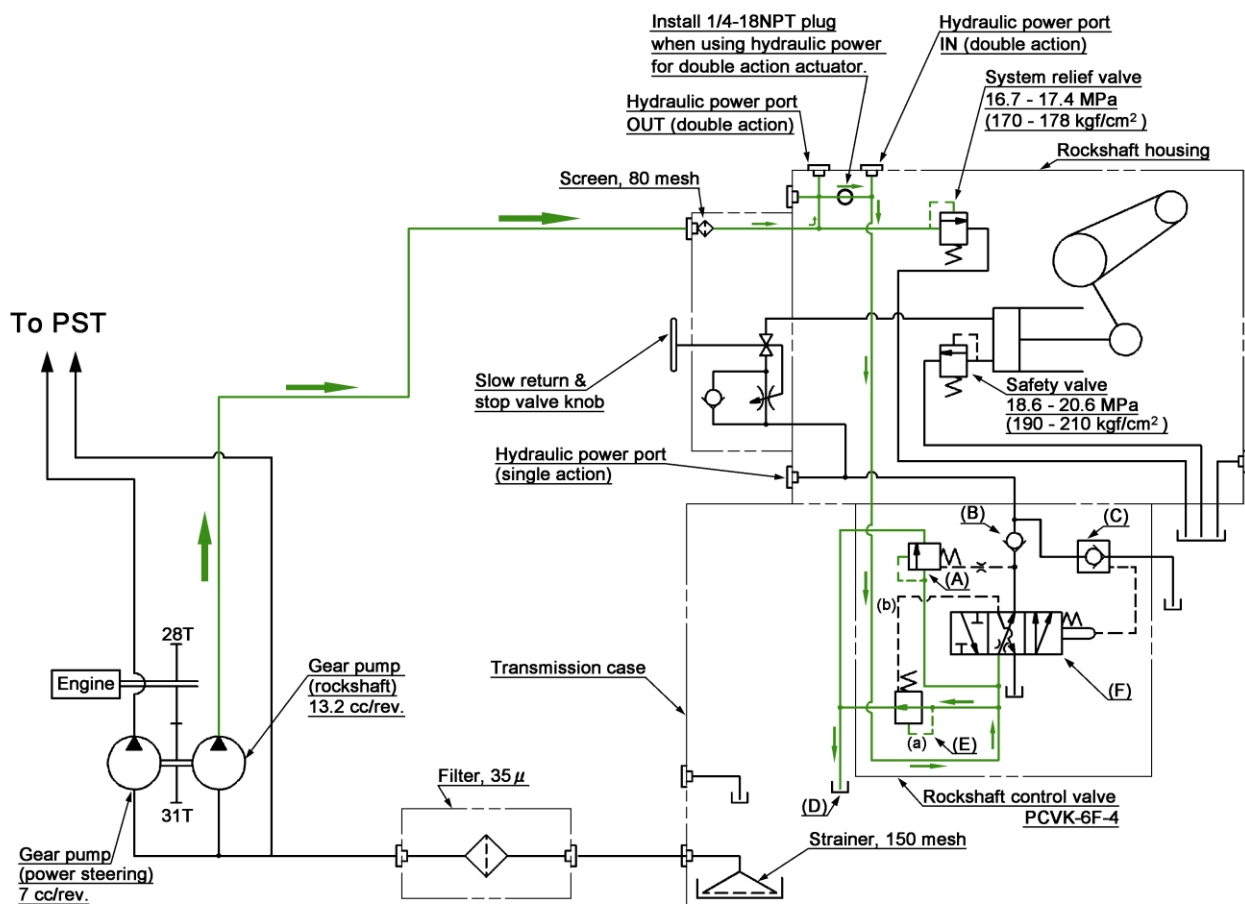 Install 1/4-18NPT plug
when using hydraulic power
for double action actuator.
Hydraulic power port
IN (double action)
System relief valve
16.7 - 17.4 MPa
(170 - 178 kgf/cm²)
Hydraulic power port
OUT (double action)
Rockshaft housing
Screen, 80 mesh
To PST
Slow return &
stop valve knob
Safety valve
18.6 - 20.6 MPa
(190 - 210 kgf/cm²)
Hydraulic power port
(single action)
(B)
(C)
(A)
(b)
28T
Engine
Gear pump
(rockshaft)
13.2 cc/rev.
Transmission case
(F)
(a)
(E)
31T
Filter, 35μ
(D)
Rockshaft control valve
PCVK-6F-4
Gear pump
(power steering)
7 cc/rev.
Strainer, 150 mesh